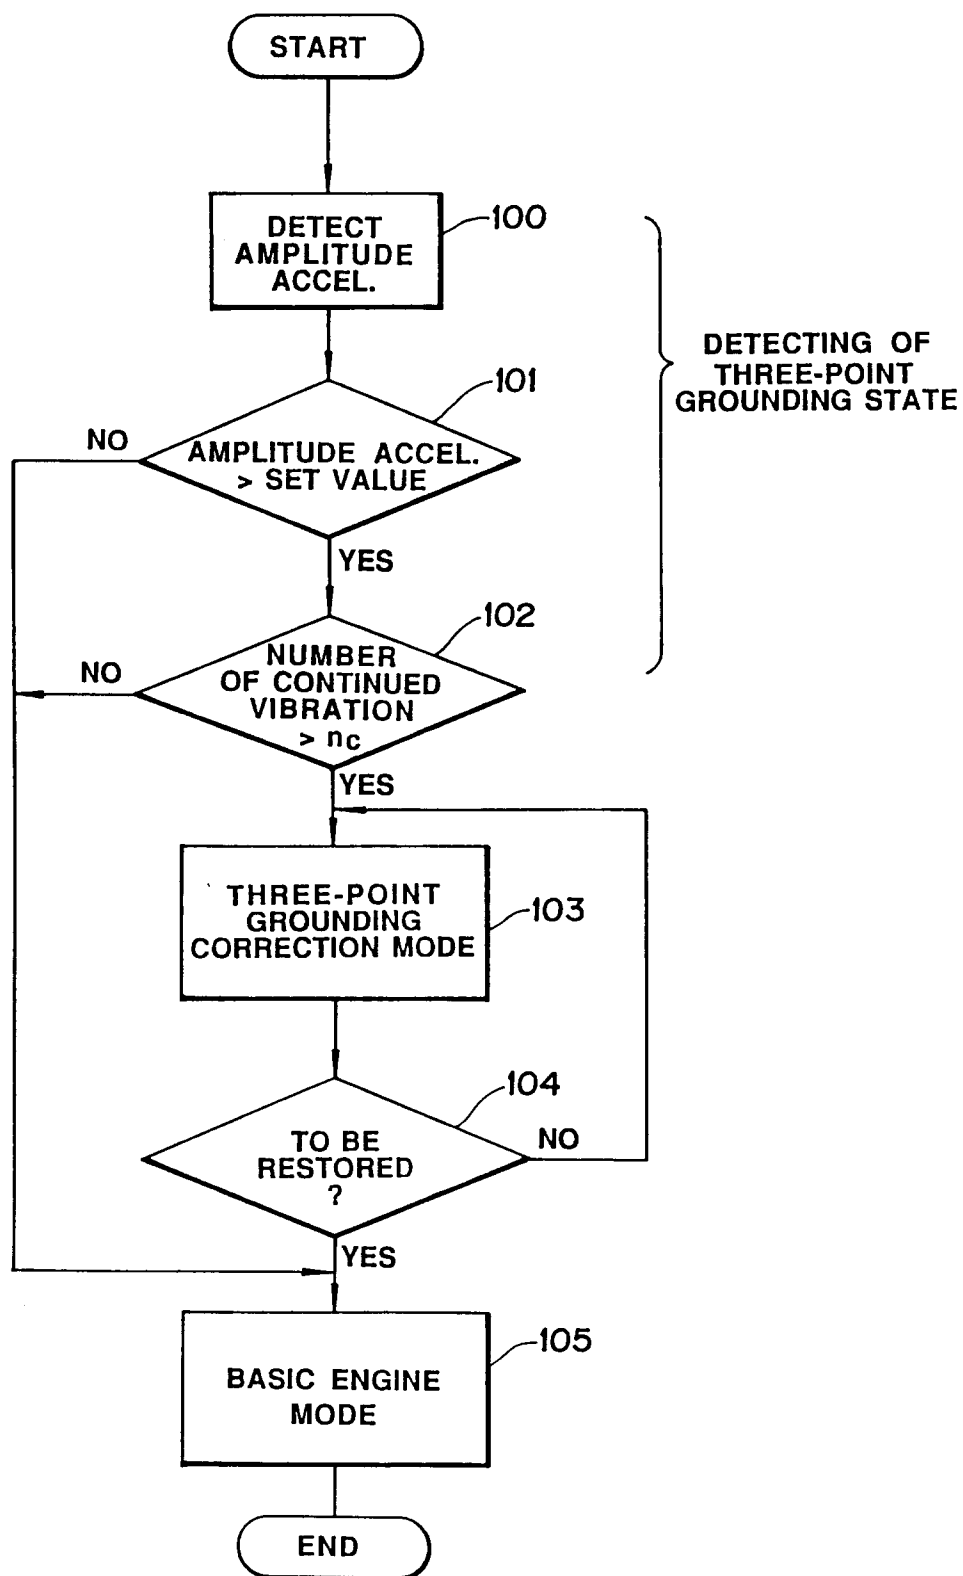 START
DETECT
AMPLITUDE
ACCEL.
100
DETECTING OF
THREE-POINT
GROUNDING STATE
101
NO
AMPLITUDE ACCEL.
> SET VALUE
YES
102
NO
NUMBER
OF CONTINUED
VIBRATION
> nc
YES
THREE-POINT
GROUNDING
CORRECTION MODE
103
104
TO BE
RESTORED
?
NO
YES
105
BASIC ENGINE
MODE
END